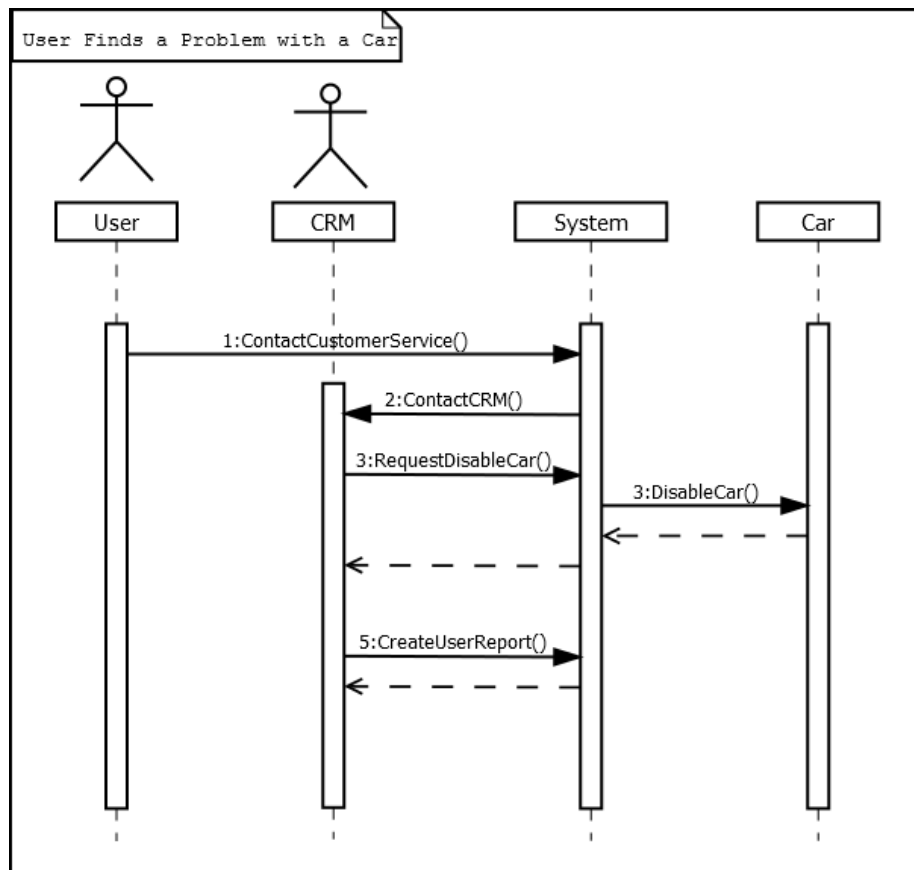 User Finds a Problem with a Car
User
CRM
System
Car
1:ContactCustomerService()
2:ContactCRM()
3:RequestDisableCar()
3:DisableCar()
5:CreateUserReport()